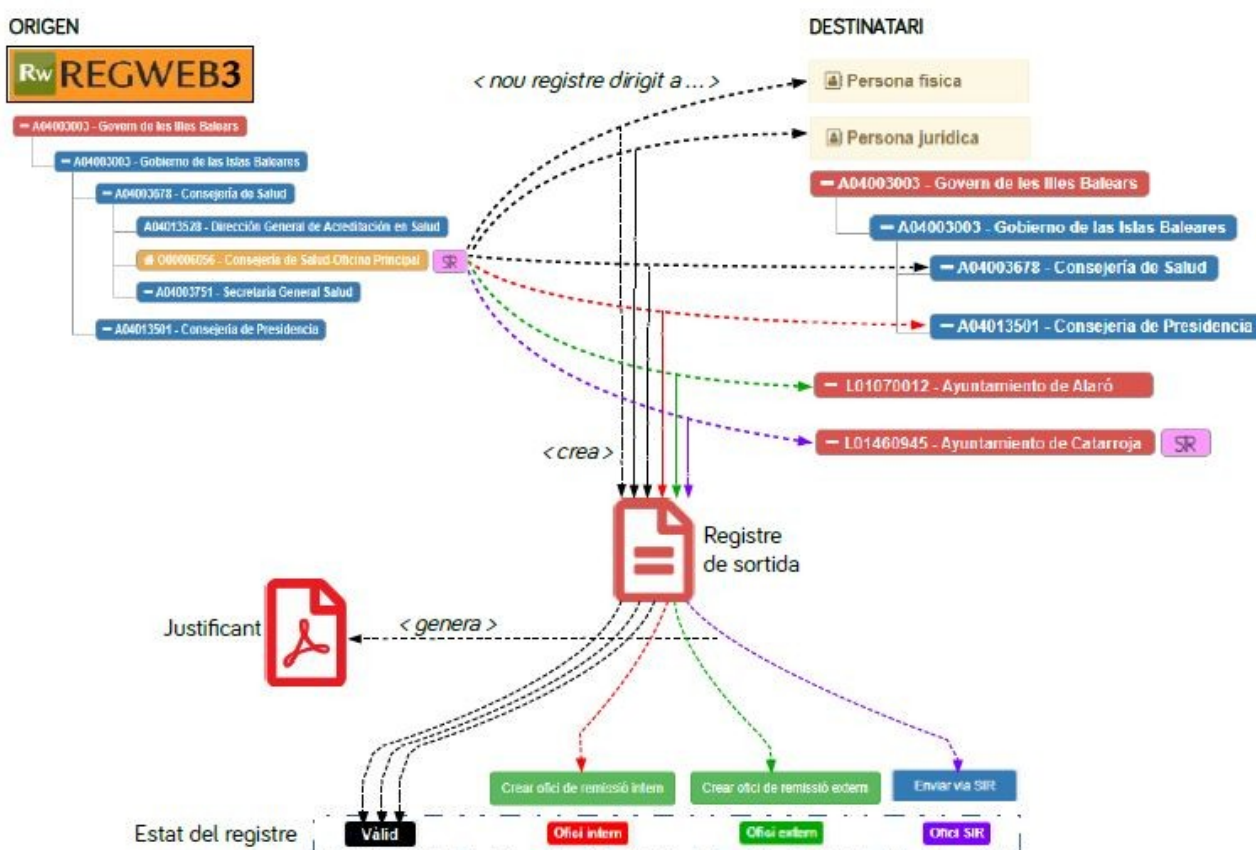 ORIGEN
Rw REGWEB3
A04003003 - Govern de les Illes Balears
A04003003 - Gobierno de las Islas Baleares
A04003678 - Consejería de Salud
A04013528 - Dirección General de Acreditación en Salud
O00006056 - Consejería de Salud-Oficina Principal
SIR
A04003751 - Secretaría General Salud
A04013501 - Consejería de Presidencia
< nou registre dirigit a ... >
DESTINATARI
Persona física
Persona jurídica
A04003003 - Govern de les Illes Balears
A04003003 - Gobierno de las Islas Baleares
A04003678 - Consejería de Salud
A04013501 - Consejería de Presidencia
L01070012 - Ayuntamiento de Alaró
L01460945 - Ayuntamiento de Catarroja
SIR
< crea >
Registre
de sortida
Justificant
< genera >
Crear ofici de remissió intern
Crear ofici de remissió extern
Enviar via SIR
Estat del registre
Vàlid
Ofici intern
Ofici extern
Ofici SIR